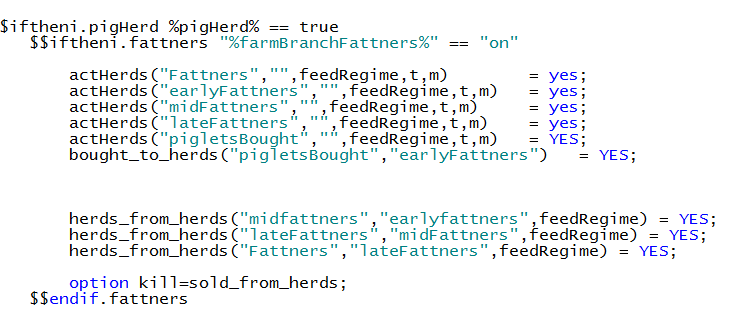 $iftheni.pigHerd %pigHerd% == true
$$iftheni.fattners "%farmBranchFattners%" == "on"
actHerds("Fattners","",feedRegime,t,m) = yes;
actHerds("earlyFattners","",feedRegime,t,m) = yes;
actHerds("midFattners","",feedRegime,t,m) = yes;
actHerds("lateFattners","",feedRegime,t,m) = yes;
actHerds("pigletsBought","",feedRegime,t,m) = YES;
bought_to_herds("pigletsBought","earlyFattners") = YES;
herds_from_herds("midfattners","earlyfattners",feedRegime) = YES;
herds_from_herds("lateFattners","midFattners",feedRegime) = YES;
herds_from_herds("Fattners","lateFattners",feedRegime) = YES;
option kill=sold_from_herds;
$$endif.fattners